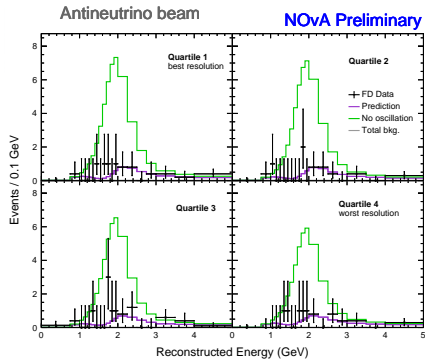 Antineutrino beam
NOvA Preliminary
8
6
4
2
0
Quartile 1
best resolution
Quartile 2
FD Data
Prediction
No oscillation
Total bkg.
Events / 0.1 GeV
8
6
4
2
0
Quartile 3
Quartile 4
worst resolution
0 1 2 3 4 0 1 2 3 4 5
Reconstructed Energy (GeV)